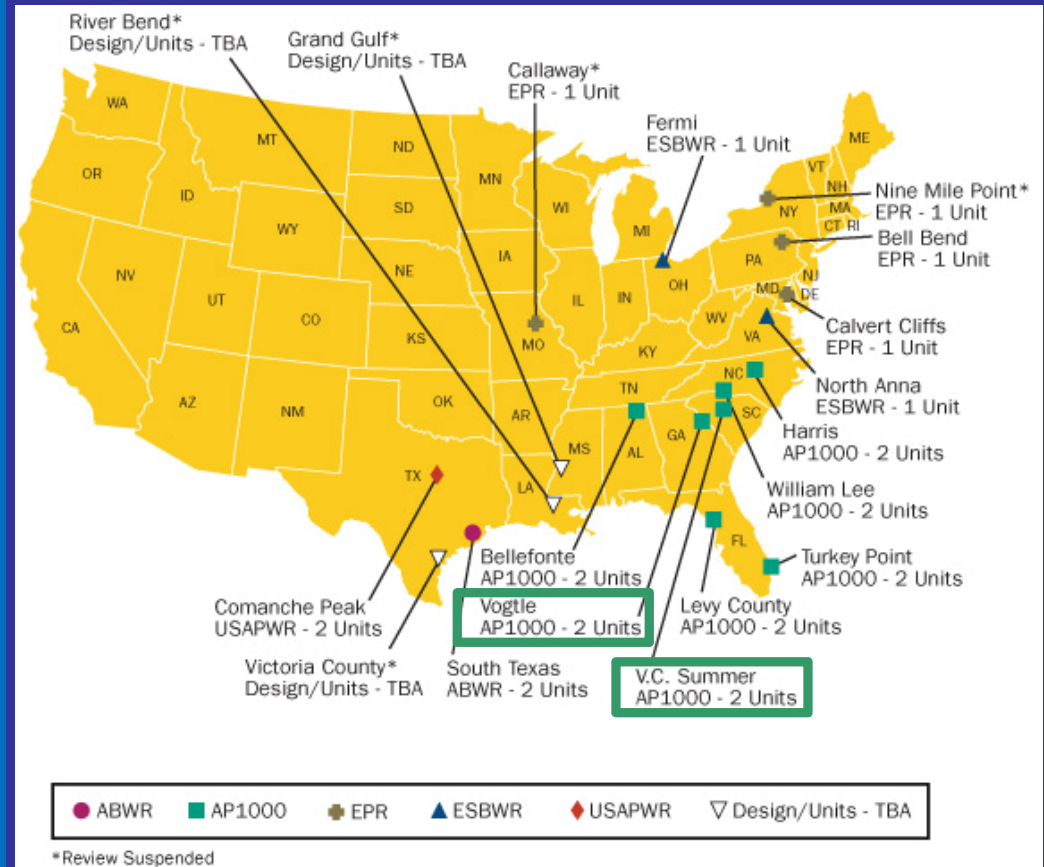 River Bend*
Design/Units - TBA
Grand Gulf*
Design/Units - TBA
Callaway*
EPR - 1 Unit
Fermi
ESBWR - 1 Unit
Nine Mile Point*
EPR - 1 Unit
Bell Bend
EPR - 1 Unit
Calvert Cliffs
EPR - 1 Unit
North Anna
ESBWR - 1 Unit
Harris
AP1000 - 2 Units
William Lee
AP1000 - 2 Units
Turkey Point
AP1000 - 2 Units
Levy County
AP1000 - 2 Units
Bellefonte
AP1000 - 2 Units
Vogtle
AP1000 - 2 Units
V.C. Summer
AP1000 - 2 Units
South Texas
ABWR - 2 Units
Comanche Peak
USAPWR - 2 Units
Victoria County*
Design/Units - TBA
WA
MT
ND
MN
ME
VT
NH
OR
ID
SD
WI
MI
NY
MA
CT RI
WY
IA
PA
NJ
NV
NE
IL
IN
OH
MD
DE
UT
CO
WV
VA
CA
KS
MO
KY
NC
TN
AZ
NM
OK
AR
SC
MS
AL
GA
TX
LA
FL
ABWR
AP1000
EPR
ESBWR
USAPWR
Design/Units - TBA
*Review Suspended